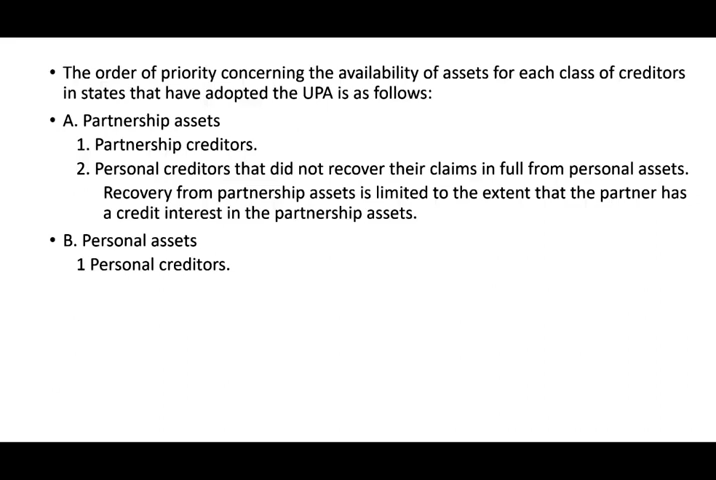 • The order of priority concerning the availability of assets for each class of creditors
in states that have adopted the UPA is as follows:
• A. Partnership assets
1. Partnership creditors.
2. Personal creditors that did not recover their claims in full from personal assets.
Recovery from partnership assets is limited to the extent that the partner has
a credit interest in the partnership assets.
• B. Personal assets
1 Personal creditors.